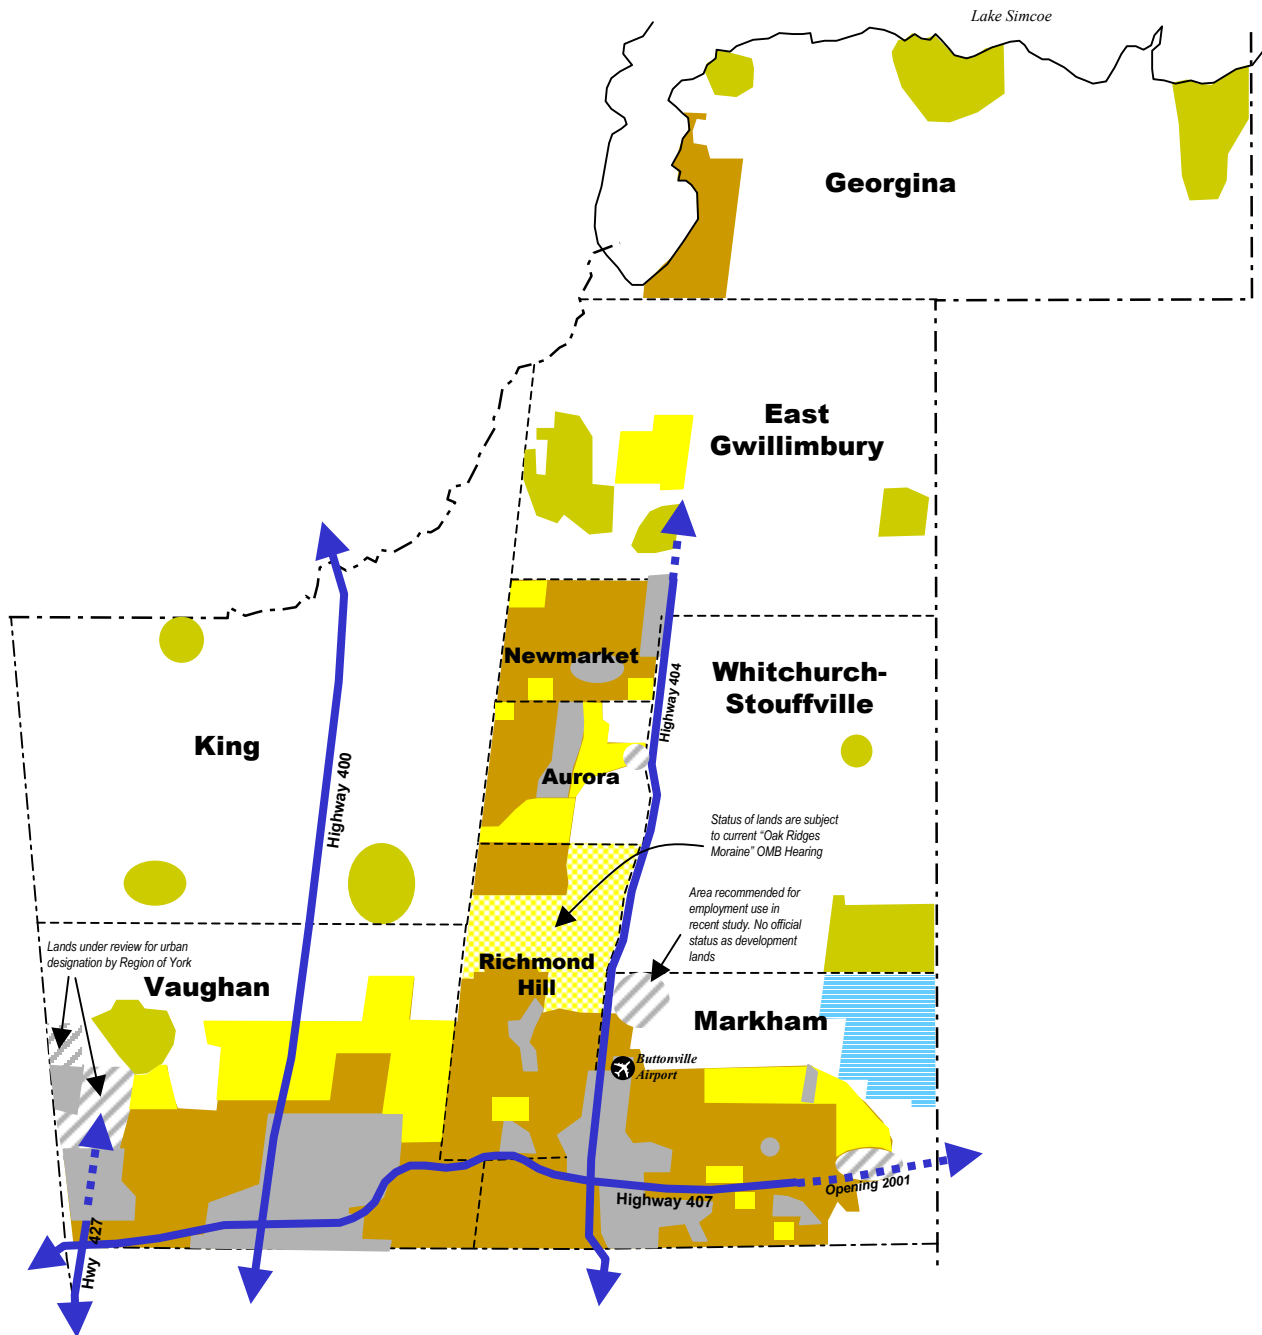 Lake Simcoe
Georgina
East
Gwillimbury
Newmarket
Highway 404
Whitchurch-
Stouffville
King
Highway 400
Aurora
Status of lands are subject
to current “Oak Ridges
Moraine” OMB Hearing
Area recommended for
employment use in
recent study. No official
status as development
lands
Lands under review for urban
designation by Region of York
Vaughan
Richmond
Hill
Markham
Buttonville
Airport
Highway 407
Opening 2001
Hwy 427